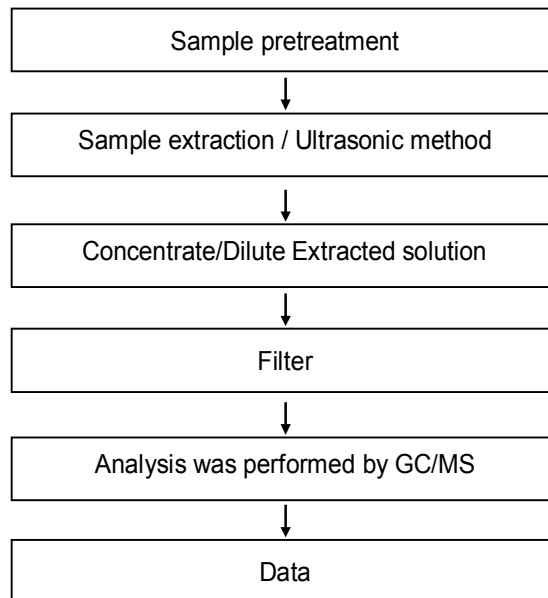 Sample pretreatment
Sample extraction / Ultrasonic method
Concentrate/Dilute Extracted solution
Filter
Analysis was performed by GC/MS
Data